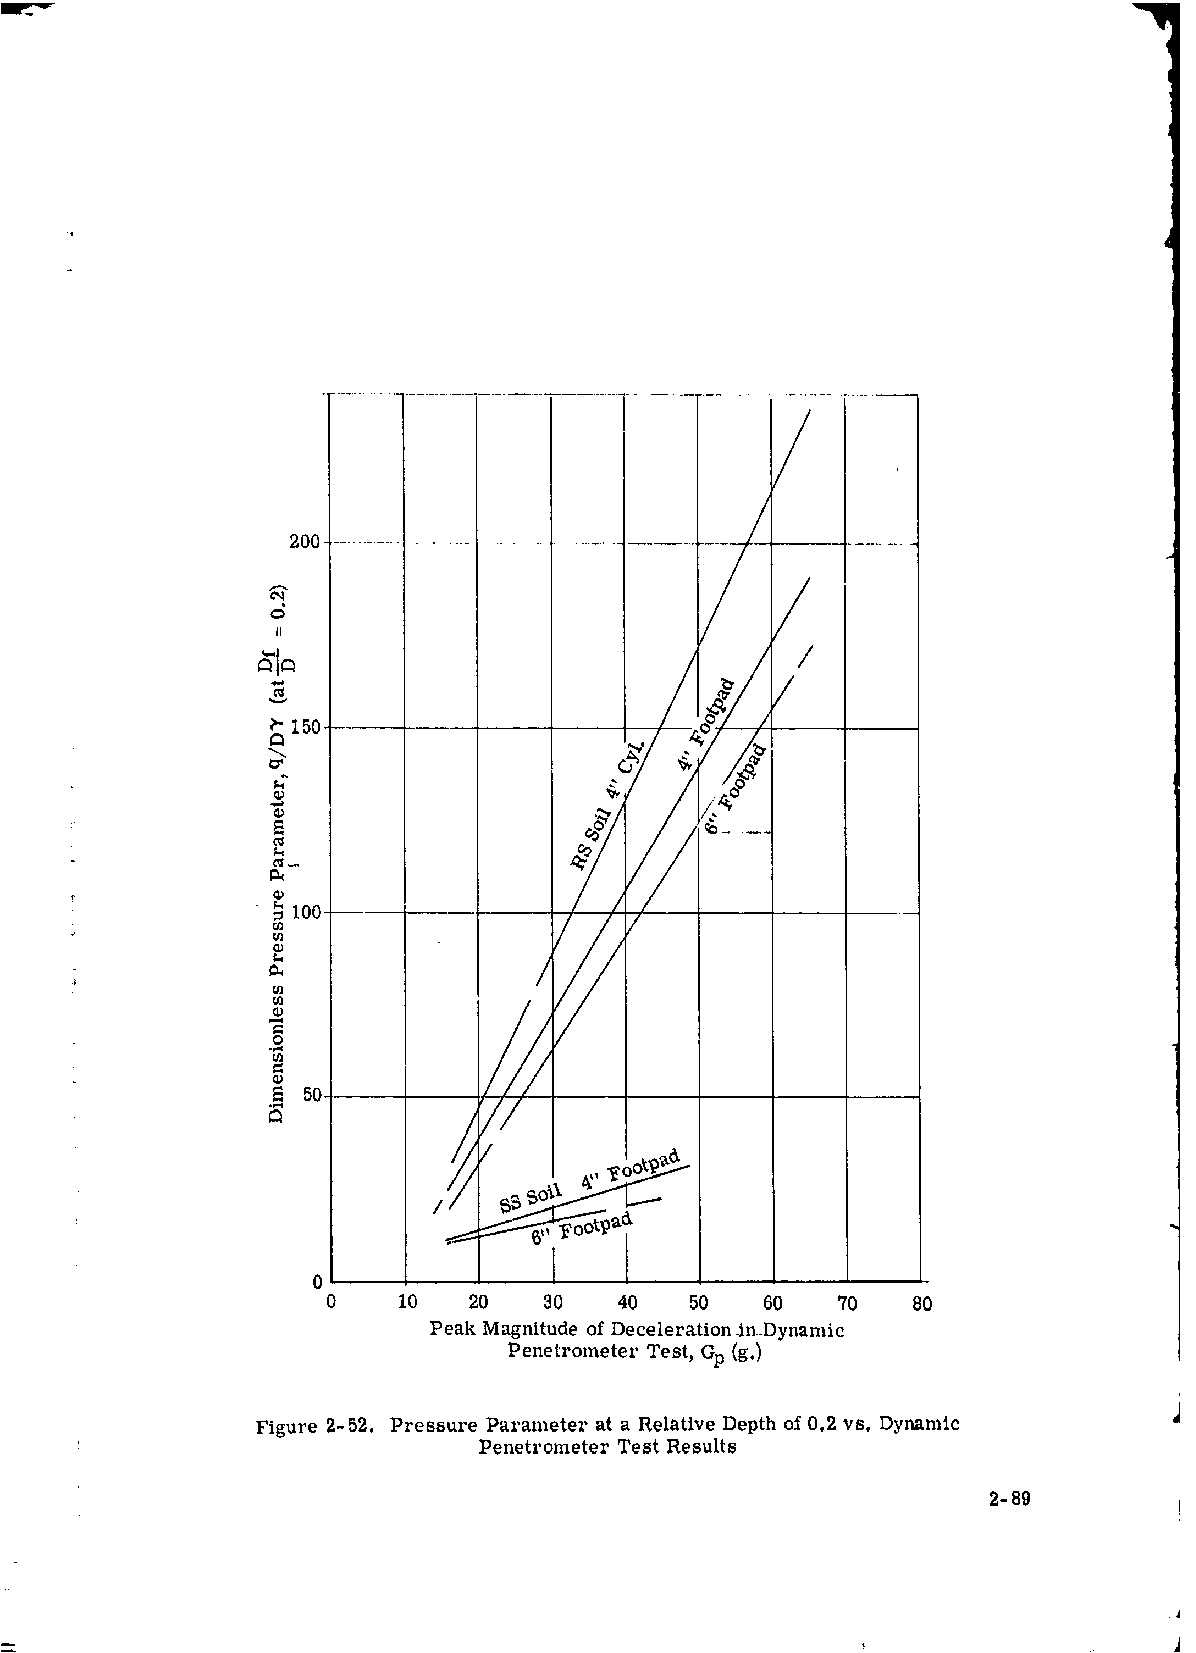 200
150
100
50
0
Dimensionless Pressure Parameter, q/Dγ (at Df/D = 0.2)
RS Soil 4" Cyl.
4" Footpad
6" Footpad
SS Soil 4" Footpad
6" Footpad
0 10 20 30 40 50 60 70 80
Peak Magnitude of Deceleration in Dynamic
Penetrometer Test, Gp (g.)
Figure 2-52. Pressure Parameter at a Relative Depth of 0.2 vs. Dynamic
Penetrometer Test Results
2-89